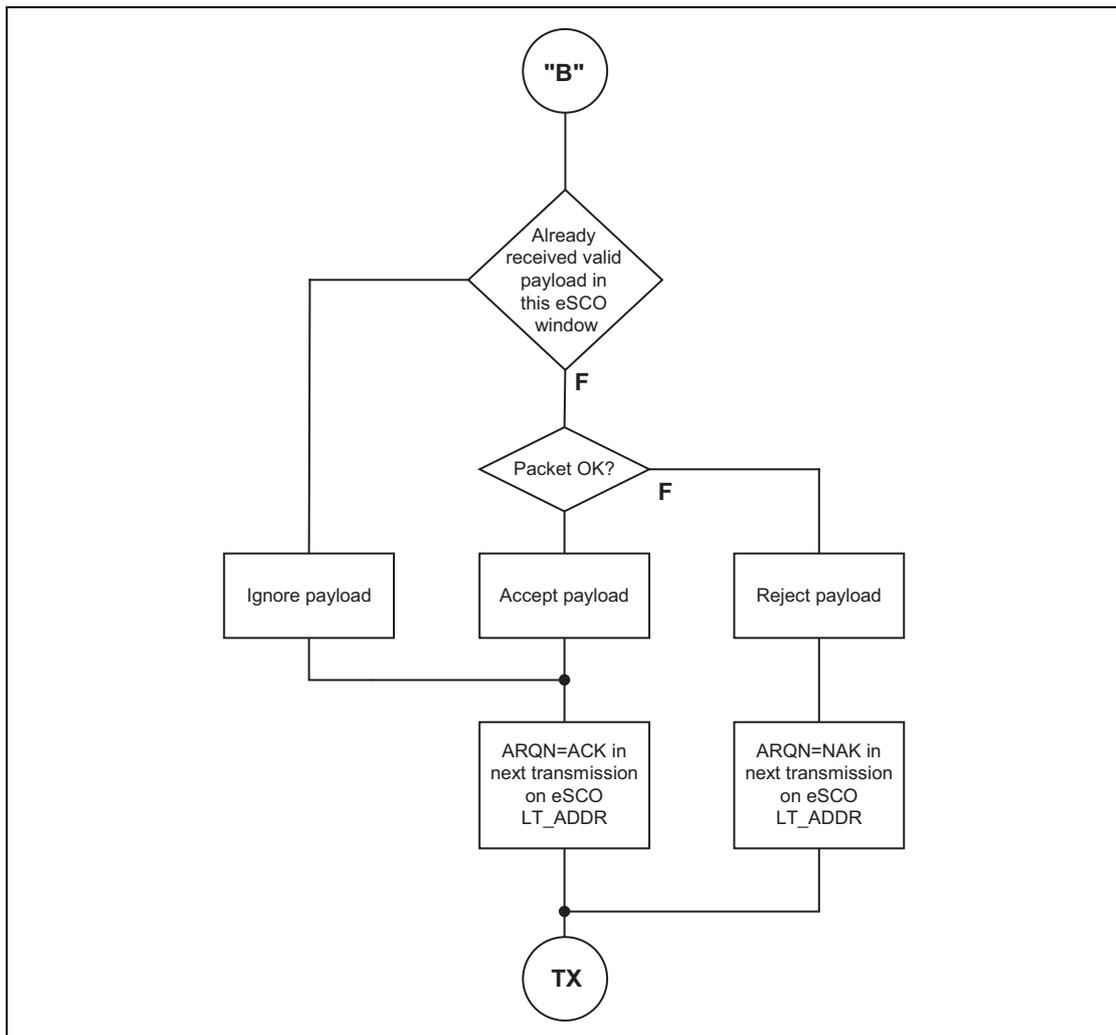 "B"
Already
received valid
payload in
this eSCO
window
F
Packet OK?
F
Ignore payload
Accept payload
Reject payload
ARQN=ACK in
next transmission
on eSCO
LT_ADDR
ARQN=NAK in
next transmission
on eSCO
LT_ADDR
TX